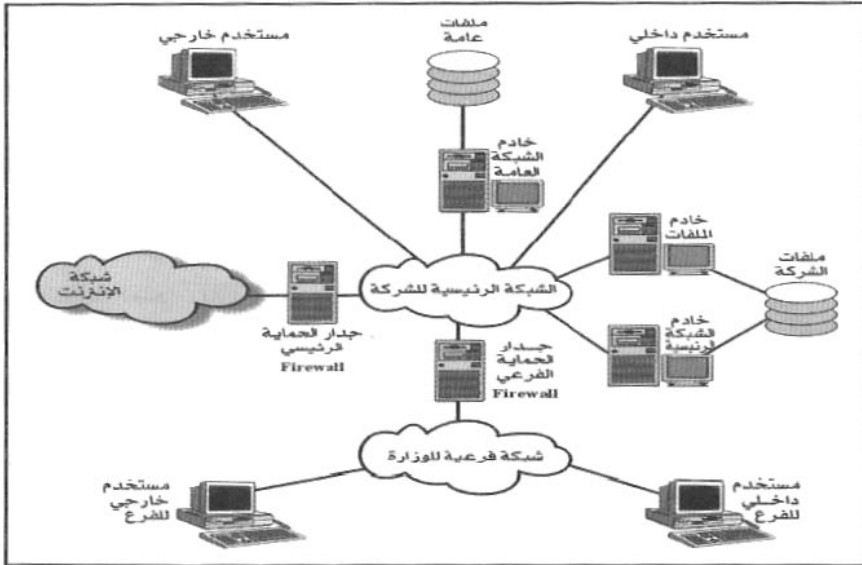 مستخدم خارجي
ملفات
عامة
مستخدم داخلي
خادم
الشبكة
العامة
خادم
الملفات
ملفات
الشركة
شبكة
الإنترنت
الشبكة الرئيسية للشركة
جدار الحماية
الرئيسي
Firewall
جدار
الحماية
الفرعي
Firewall
خادم
الشبكة
الرئيسية
شبكة فرعية للوزارة
مستخدم
خارجي
للفرع
مستخدم
داخلي
للفرع